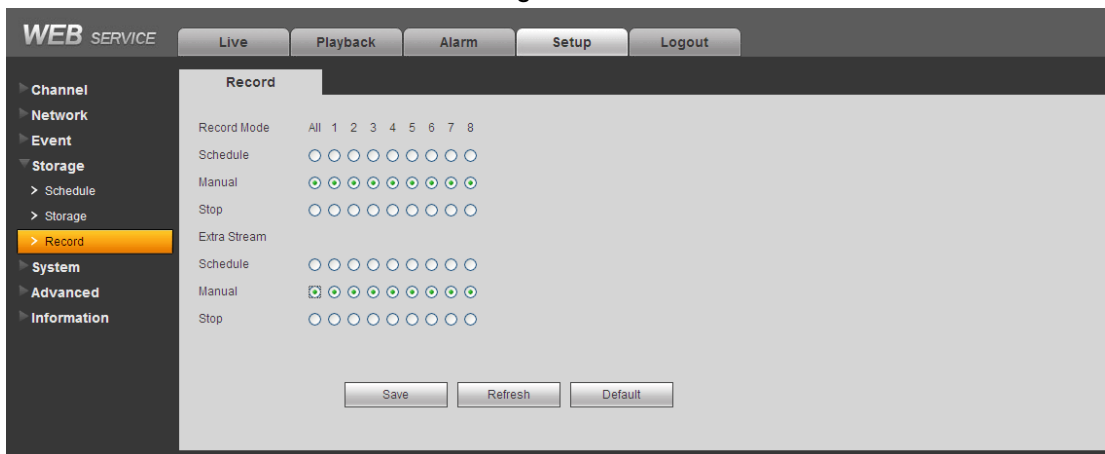 WEB SERVICE
Live Playback Alarm Setup Logout
Channel
Network
Event
Storage
Schedule
Storage
Record
System
Advanced
Information
Record
Record Mode All 1 2 3 4 5 6 7 8
Schedule
Manual
Stop
Extra Stream
Schedule
Manual
Stop
Save Refresh Default